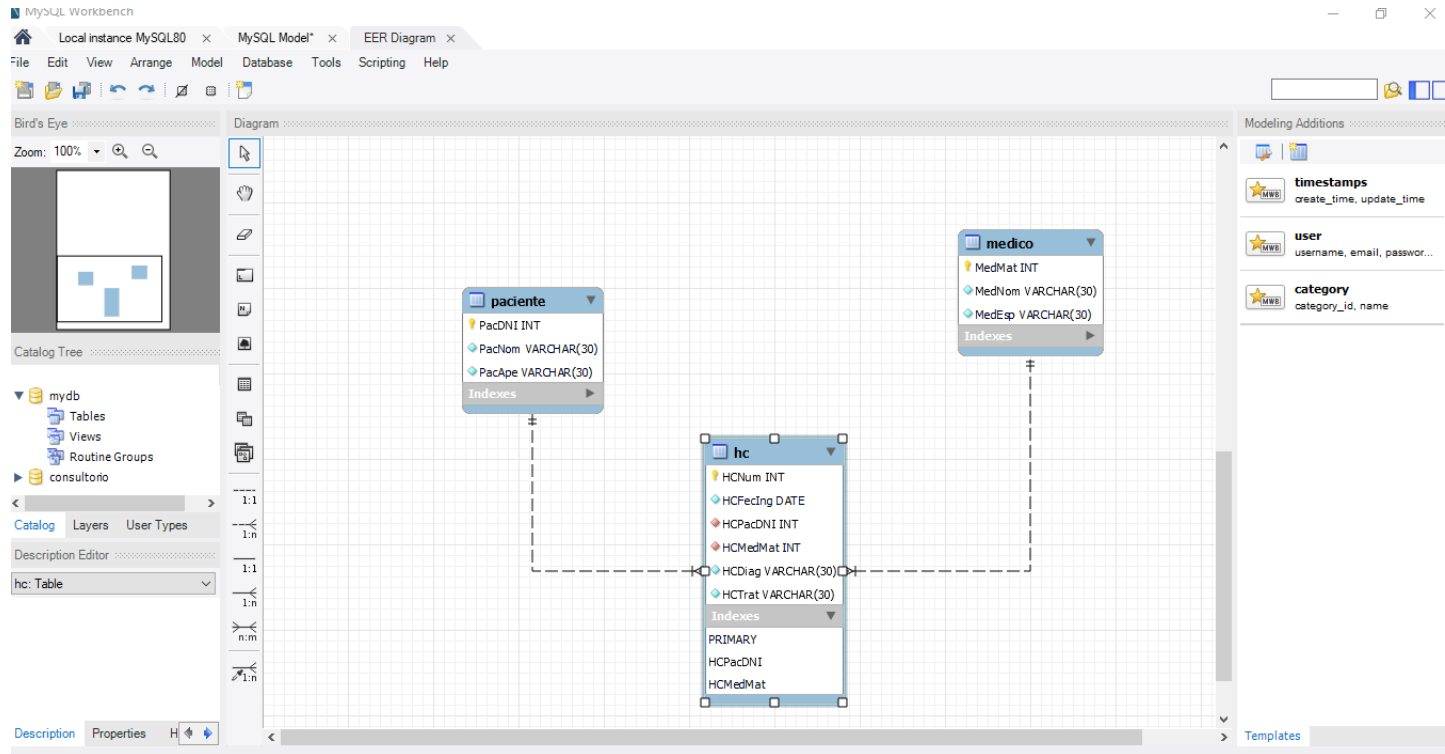 MySQL Workbench
Local instance MySQL80 × MySQL Model* × EER Diagram ×
File Edit View Arrange Model Database Tools Scripting Help
Bird's Eye
Zoom: 100%
Catalog Tree
mydb
Tables
Views
Routine Groups
consultorio
Catalog Layers User Types
Description Editor
hc: Table
Description Properties H
Diagram
1:1
1:n
1:1
1:n
n:m
1:n
paciente
PacDNI INT
PacNom VARCHAR(30)
PacApe VARCHAR(30)
Indexes
medico
MedMat INT
MedNom VARCHAR(30)
MedEsp VARCHAR(30)
Indexes
hc
HCNum INT
HCFecIng DATE
HCPacDNI INT
HCMedMat INT
HCDiag VARCHAR(30)
HCTrat VARCHAR(30)
Indexes
PRIMARY
HCPacDNI
HCMedMat
Modeling Additions
MWB
timestamps
create_time, update_time
MWB
user
username, email, passwor...
MWB
category
category_id, name
Templates